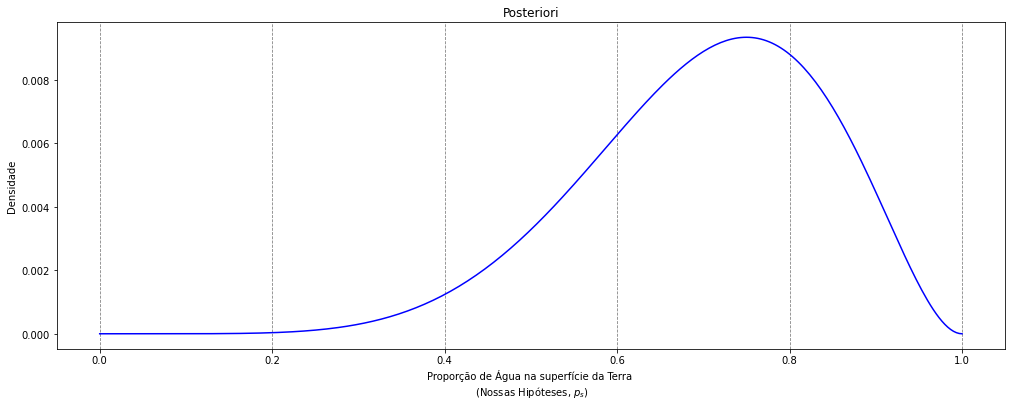 Posteriori
Densidade
0.008
0.006
0.004
0.002
0.000
0.0 0.2 0.4 0.6 0.8 1.0
Proporção de Água na superfície da Terra
(Nossas Hipóteses, $p_s$)